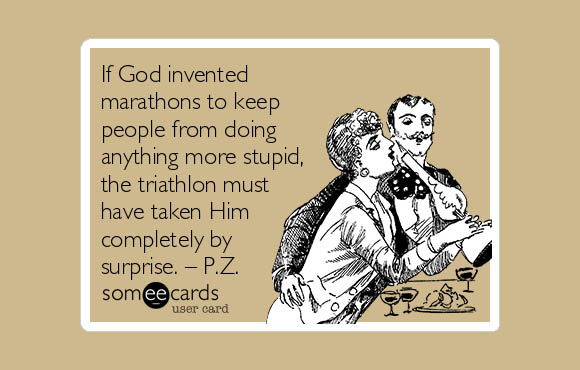 If God invented
marathons to keep
people from doing
anything more stupid,
the triathlon must
have taken Him
completely by
surprise. – P.Z.
someecards
user card